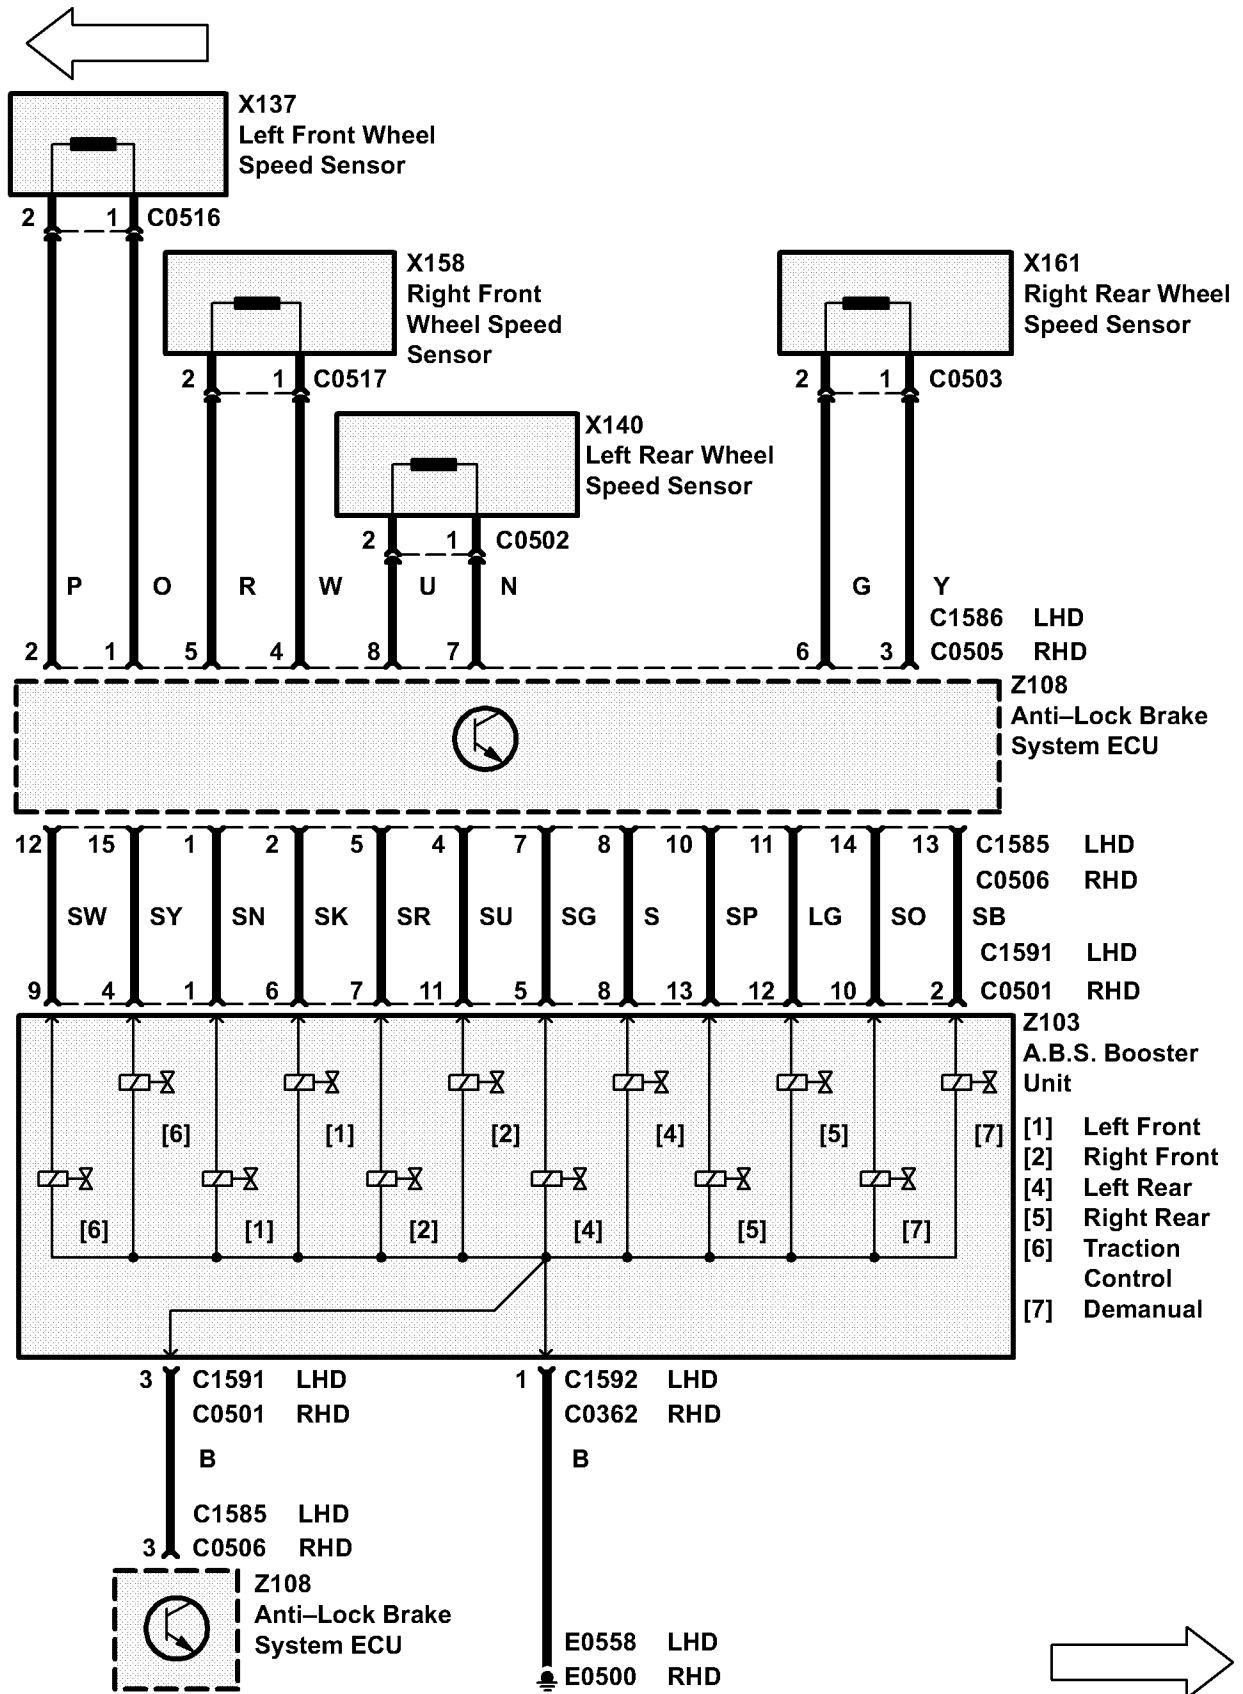 X137
Left Front Wheel
Speed Sensor
2 1 C0516
X158
Right Front
Wheel Speed
Sensor
2 1 C0517
X161
Right Rear Wheel
Speed Sensor
2 1 C0503
X140
Left Rear Wheel
Speed Sensor
2 1 C0502
P O R W U N G Y
C1586 LHD
2 1 5 4 8 7 6 3 C0505 RHD
Z108
Anti–Lock Brake
System ECU
12 15 1 2 5 4 7 8 10 11 14 13 C1585 LHD
C0506 RHD
SW SY SN SK SR SU SG S SP LG SO SB
C1591 LHD
9 4 1 6 7 11 5 8 13 12 10 2 C0501 RHD
Z103
A.B.S. Booster
Unit
[6] [1] [2] [4] [5] [7]
[6] [1] [2] [4] [5] [7]
[1] Left Front
[2] Right Front
[4] Left Rear
[5] Right Rear
[6] Traction
Control
[7] Demanual
3 C1591 LHD
C0501 RHD
B
C1585 LHD
3 C0506 RHD
Z108
Anti–Lock Brake
System ECU
1 C1592 LHD
C0362 RHD
B
E0558 LHD
E0500 RHD